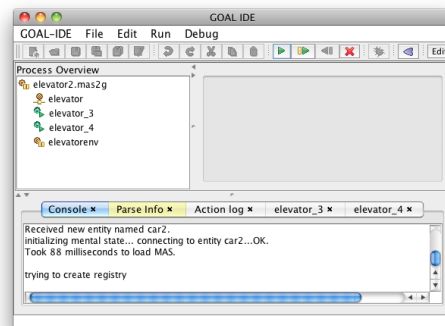 GOAL IDE
GOAL-IDE File Edit Run Debug
Edi
Process Overview
elevator2.mas2g
elevator
elevator_3
elevator_4
elevatorenv
Console × Parse Info × Action log × elevator_3 × elevator_4 ×
Received new entity named car2.
initializing mental state... connecting to entity car2...OK.
Took 88 milliseconds to load MAS.
trying to create registry